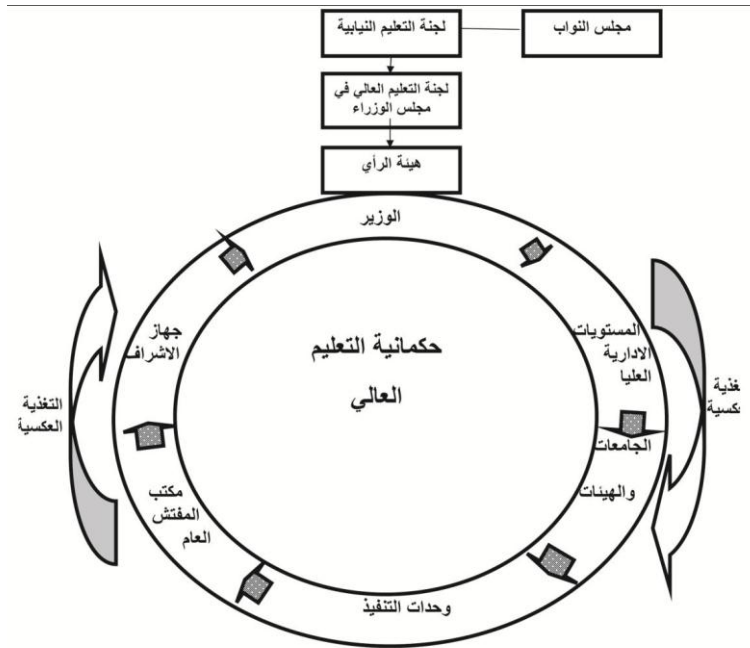 مجلس النواب
لجنة التعليم النيابية
لجنة التعليم العالي في
مجلس الوزراء
هيئة الرأي
الوزير
المستويات
الادارية
العليا
الجامعات
والهيئات
وحدات التنفيذ
مكتب
المفتش
العام
جهاز
الاشراف
حكمانية التعليم
العالي
التغذية
العكسية